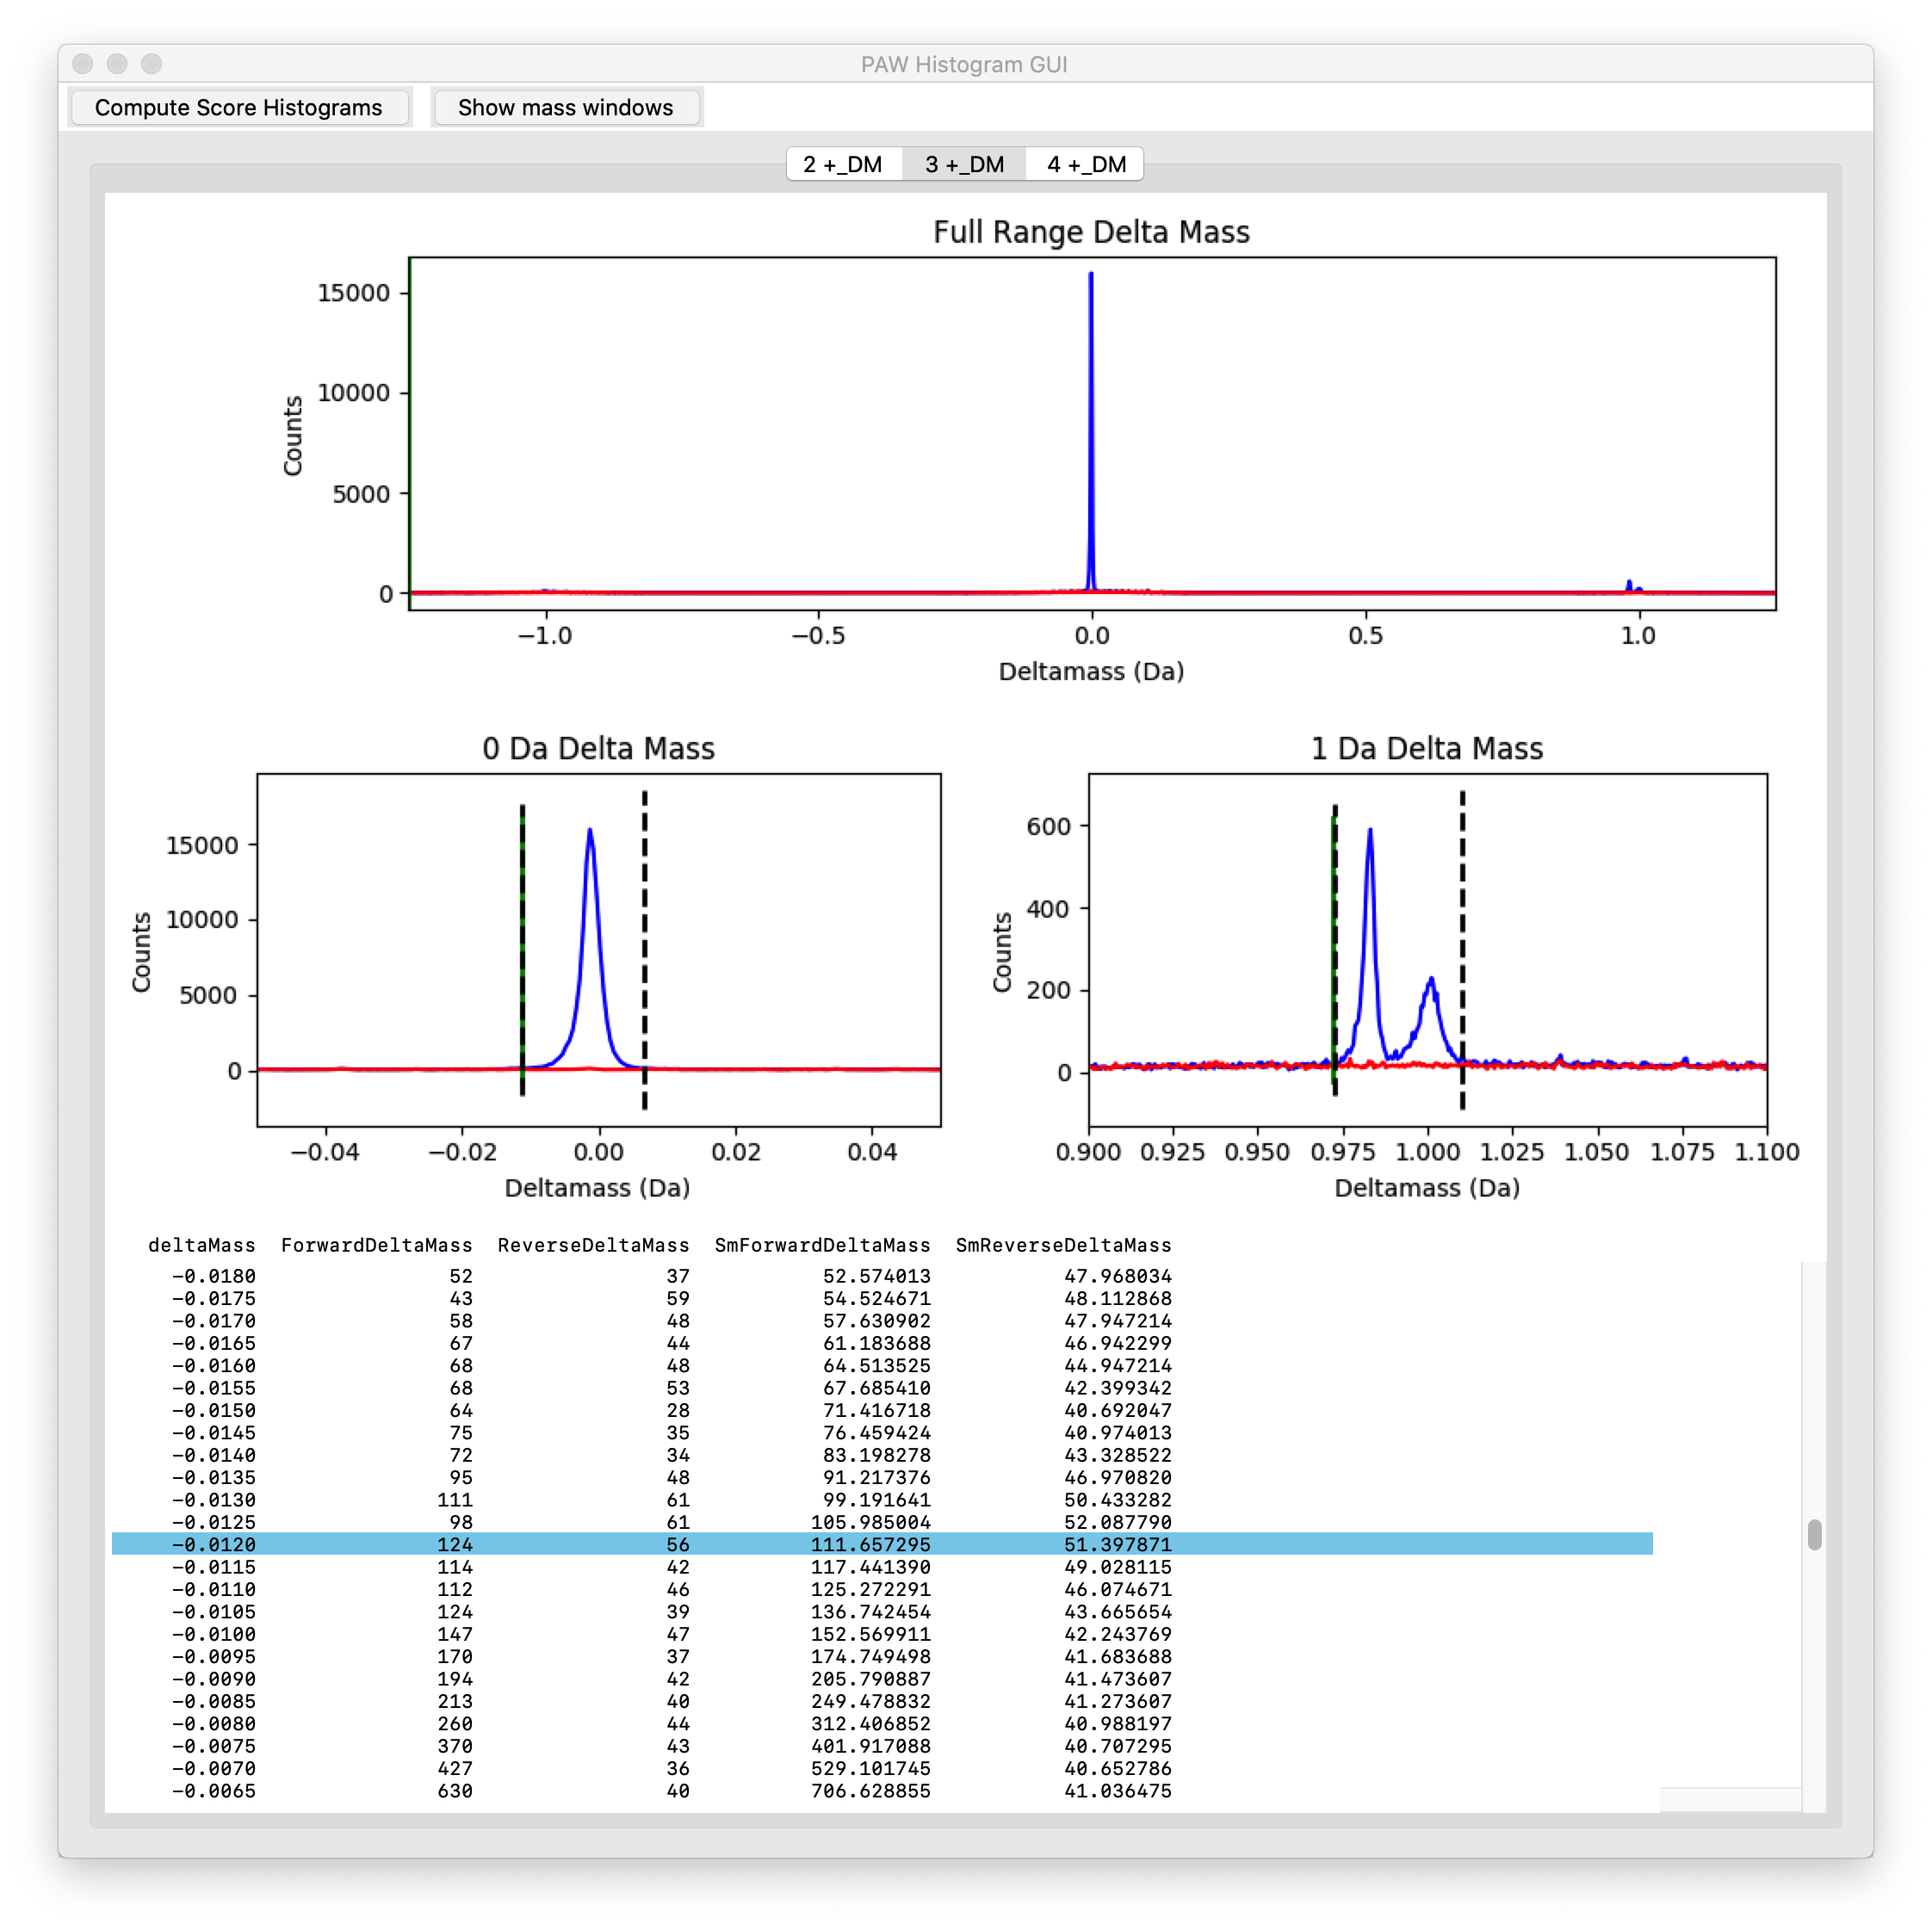 PAW Histogram GUI
Compute Score Histograms Show mass windows
2 +_DM 3 +_DM 4 +_DM
Full Range Delta Mass
15000
10000
5000
0
Counts
−1.0 −0.5 0.0 0.5 1.0
Deltamass (Da)
0 Da Delta Mass
15000
10000
5000
0
Counts
−0.04 −0.02 0.00 0.02 0.04
Deltamass (Da)
1 Da Delta Mass
600
400
200
0
Counts
0.900 0.925 0.950 0.975 1.000 1.025 1.050 1.075 1.100
Deltamass (Da)
deltaMass ForwardDeltaMass ReverseDeltaMass SmForwardDeltaMass SmReverseDeltaMass
-0.0180 52 37 52.574013 47.968034
-0.0175 43 59 54.524671 48.112868
-0.0170 58 48 57.630902 47.947214
-0.0165 67 44 61.183688 46.942299
-0.0160 68 48 64.513525 44.947214
-0.0155 68 53 67.685410 42.399342
-0.0150 64 28 71.416718 40.692047
-0.0145 75 35 76.459424 40.974013
-0.0140 72 34 83.198278 43.328522
-0.0135 95 48 91.217376 46.970820
-0.0130 111 61 99.191641 50.433282
-0.0125 98 61 105.985004 52.087790
-0.0120 124 56 111.657295 51.397871
-0.0115 114 42 117.441390 49.028115
-0.0110 112 46 125.272291 46.074671
-0.0105 124 39 136.742454 43.665654
-0.0100 147 47 152.569911 42.243769
-0.0095 170 37 174.749498 41.683688
-0.0090 194 42 205.790887 41.473607
-0.0085 213 40 249.478832 41.273607
-0.0080 260 44 312.406852 40.988197
-0.0075 370 43 401.917088 40.707295
-0.0070 427 36 529.101745 40.652786
-0.0065 630 40 706.628855 41.036475